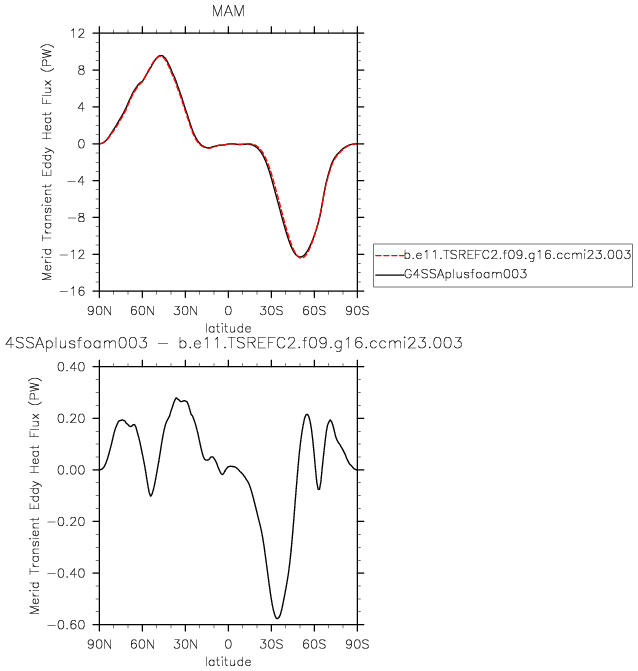 MAM
Merid Transient Eddy Heat Flux (PW)
12
8
4
0
−4
−8
−12
−16
90N 60N 30N 0 30S 60S 90S
latitude
b.e11.TSREFC2.f09.g16.ccmi23.003
G4SSAplusfoam003
4SSAplusfoam003 − b.e11.TSREFC2.f09.g16.ccmi23.003
Merid Transient Eddy Heat Flux (PW)
0.40
0.20
0.00
−0.20
−0.40
−0.60
90N 60N 30N 0 30S 60S 90S
latitude